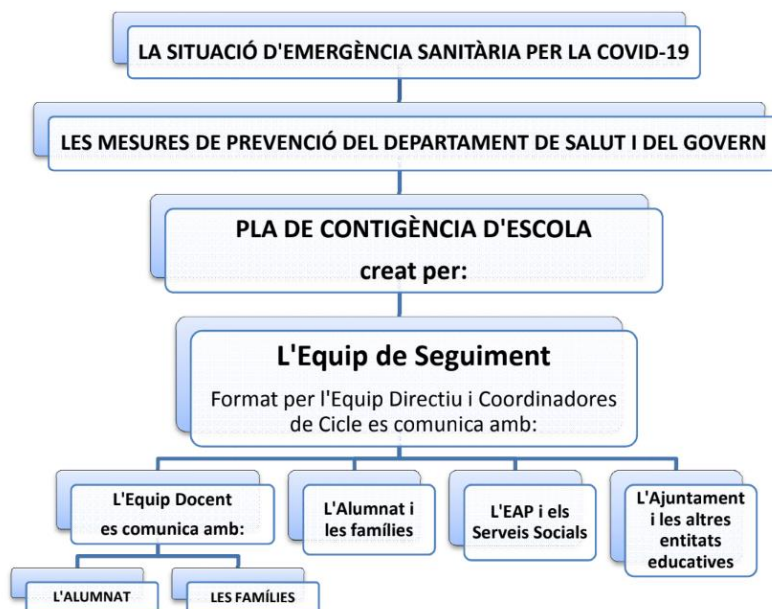 LA SITUACIÓ D'EMERGÈNCIA SANITÀRIA PER LA COVID-19
LES MESURES DE PREVENCIÓ DEL DEPARTAMENT DE SALUT I DEL GOVERN
PLA DE CONTIGÈNCIA D'ESCOLA
creat per:
L'Equip de Seguiment
Format per l'Equip Directiu i Coordinadores
de Cicle es comunica amb:
L'Equip Docent
es comunica amb:
L'Alumnat i
les famílies
L'EAP i els
Serveis Socials
L'Ajuntament
i les altres
entitats
educatives
L'ALUMNAT
LES FAMÍLIES